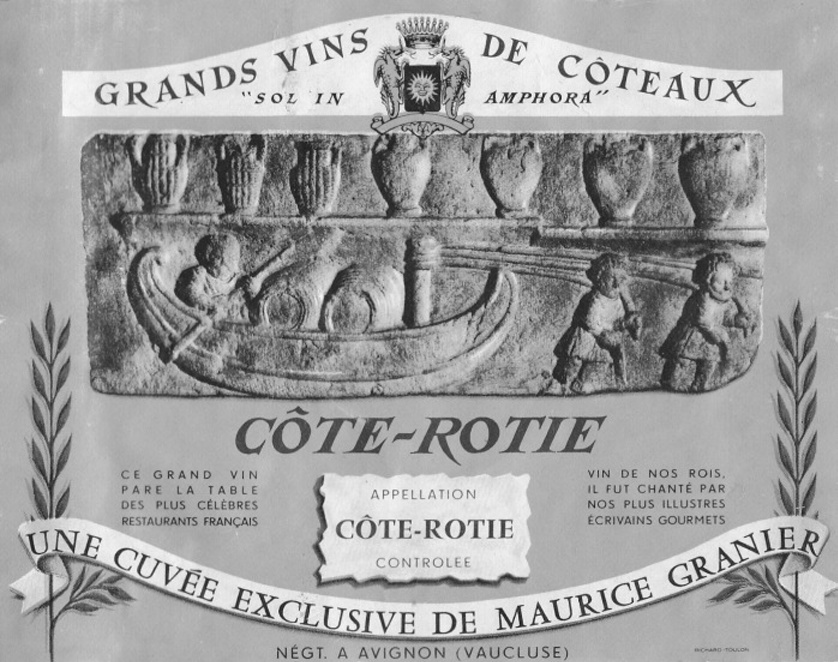 GRANDS VINS DE CÔTEAUX
"SOL IN AMPHORA"
CÔTE-ROTIE
CE GRAND VIN
PARE LA TABLE
DES PLUS CÉLÈBRES
RESTAURANTS FRANÇAIS
APPELLATION
CÔTE-ROTIE
CONTROLEE
VIN DE NOS ROIS,
IL FUT CHANTÉ PAR
NOS PLUS ILLUSTRES
ÉCRIVAINS GOURMETS
UNE CUVÉE EXCLUSIVE DE MAURICE GRANIER
NÉGT. A AVIGNON (VAUCLUSE)
RICHARD-TOULON